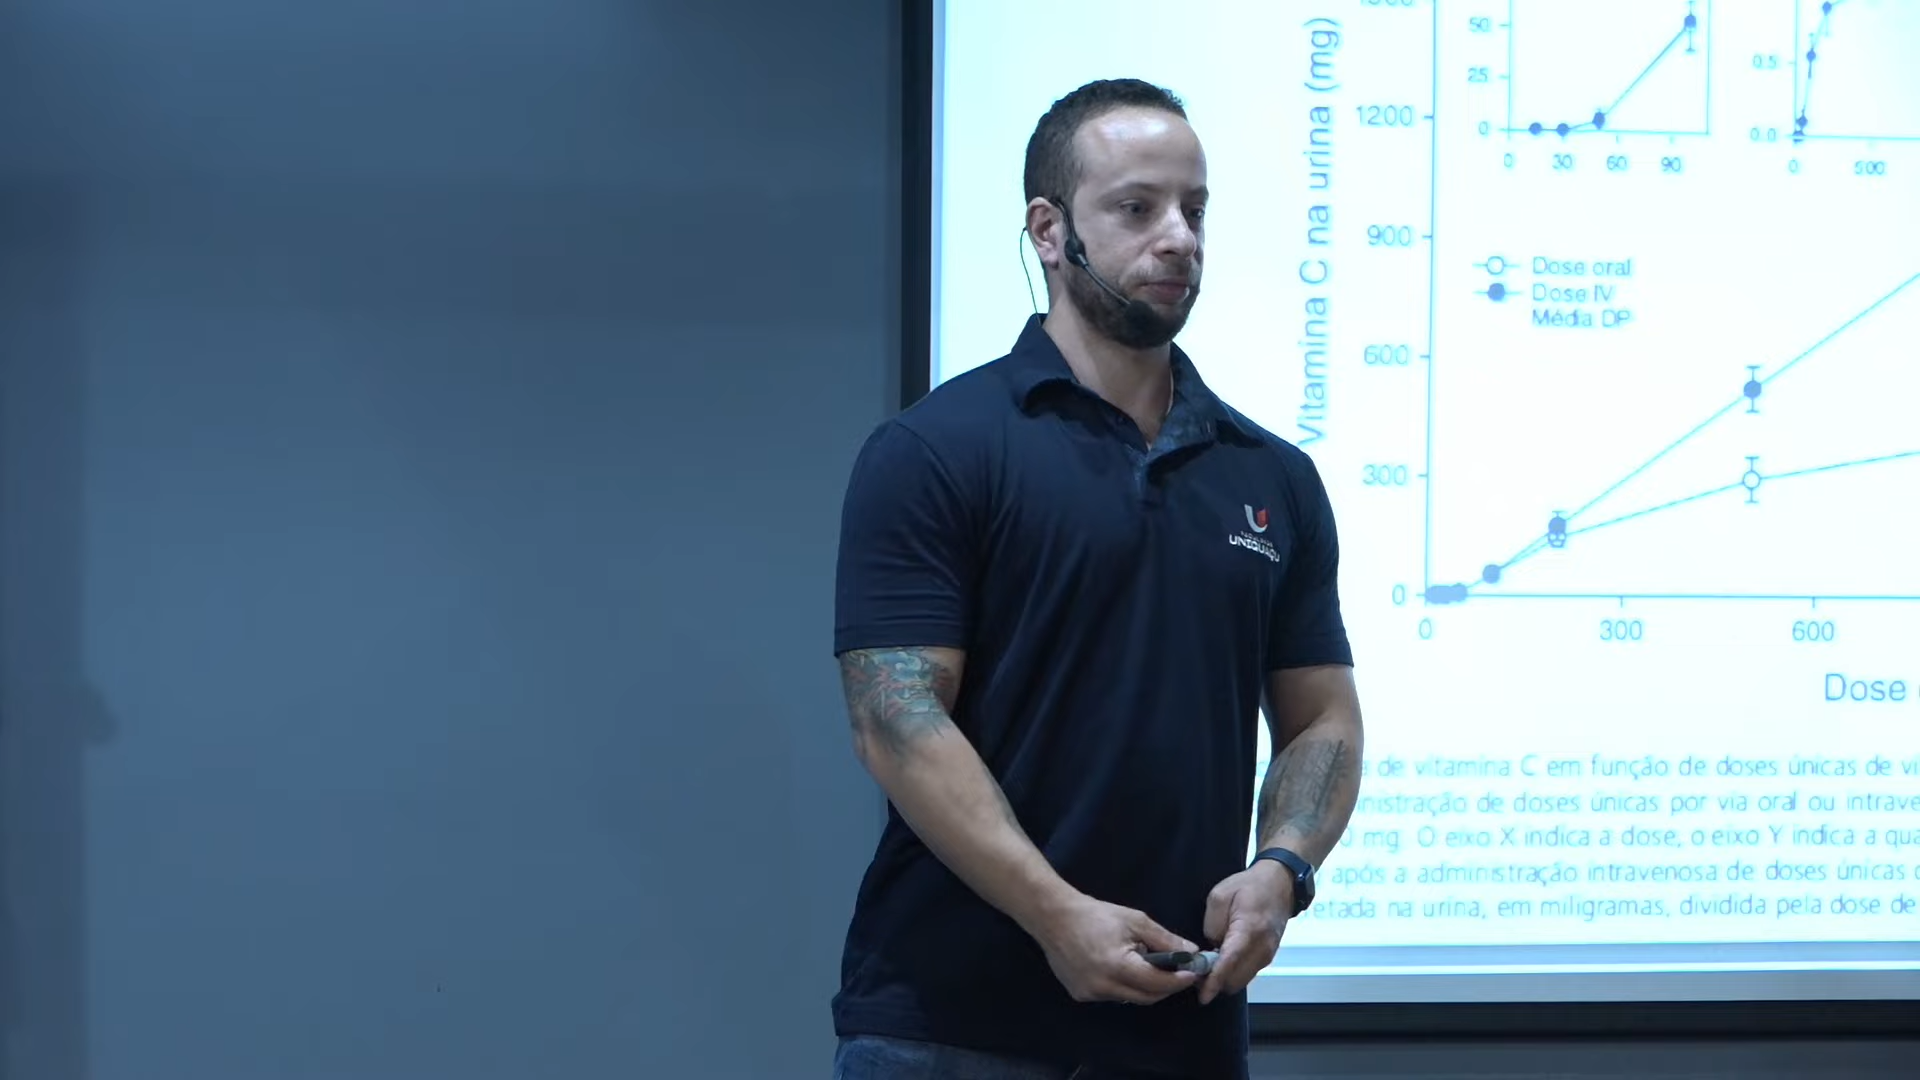 Vitamina C na urina (mg)
1200
900
600
300
0
0
300
600
50
25
0
0
30
60
90
0.5
0.0
0
500
Dose oral
Dose IV
Média DP
Dose
de vitamina C em função de doses únicas de
de doses únicas por via oral ou
mg. O eixo X indica a dose, o eixo Y indica a
após a administração intravenosa de doses únicas
na urina, em miligramas, dividida pela dose de
UNIGUAÇU